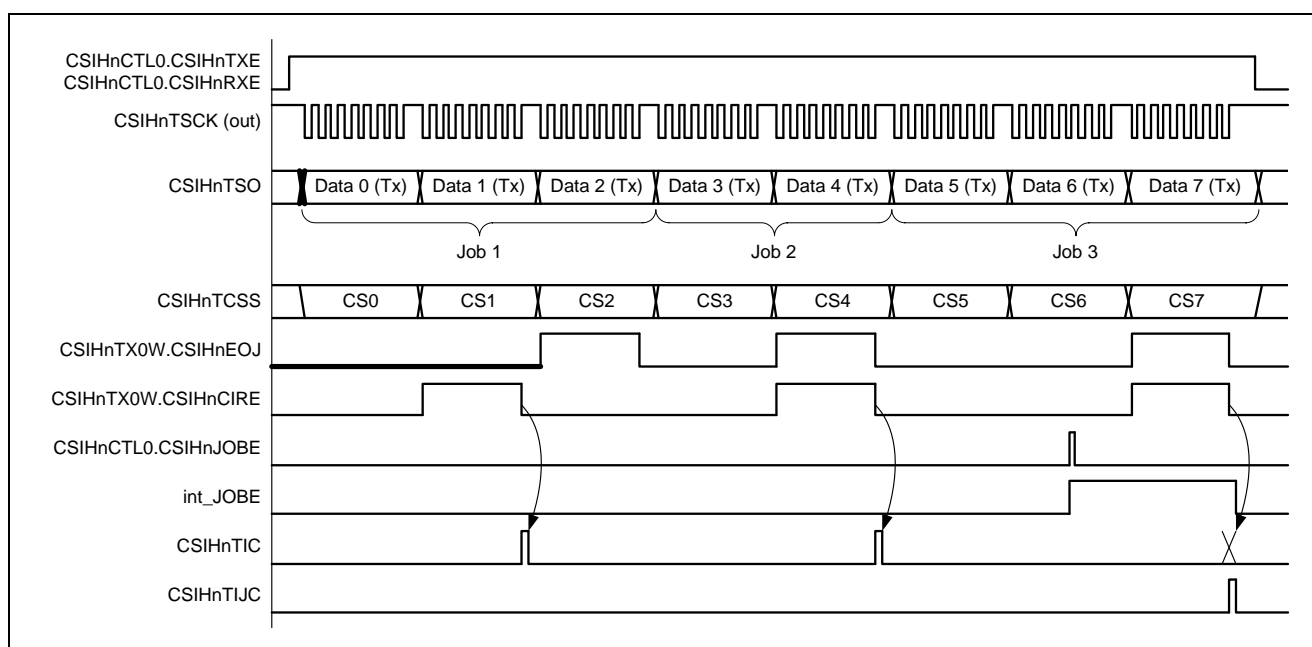 CSIHnCTL0.CSIHnTXE
CSIHnCTL0.CSIHnRXE
CSIHnTSCK (out)
CSIHnTSO
Data 0 (Tx) Data 1 (Tx) Data 2 (Tx) Data 3 (Tx) Data 4 (Tx) Data 5 (Tx) Data 6 (Tx) Data 7 (Tx)
Job 1 Job 2 Job 3
CSIHnTCSS
CS0 CS1 CS2 CS3 CS4 CS5 CS6 CS7
CSIHnTX0W.CSIHnEOJ
CSIHnTX0W.CSIHnCIRE
CSIHnCTL0.CSIHnJOBE
int_JOBE
CSIHnTIC
CSIHnTIJC